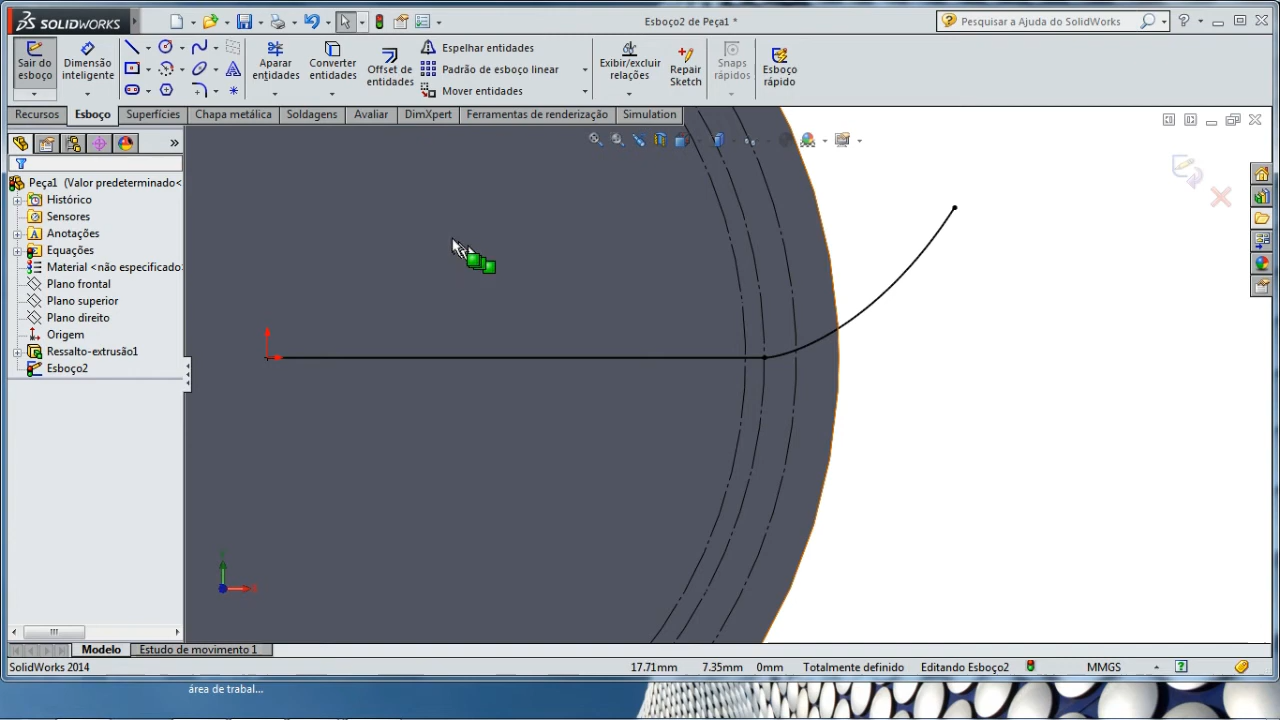 SOLIDWORKS
Esboço2 de Peça1 *
Pesquisar a Ajuda do SolidWorks
Sair do esboço
Dimensão inteligente
Aparar entidades
Converter entidades
Offset de entidades
Espelhar entidades
Padrão de esboço linear
Mover entidades
Exibir/excluir relações
Repair Sketch
Snaps rápidos
Esboço rápido
Recursos
Esboço
Superfícies
Chapa metálica
Soldagens
Avaliar
DimXpert
Ferramentas de renderização
Simulation
Peça1 (Valor predeterminado<
Histórico
Sensores
Anotações
Equações
Material <não especificado>
Plano frontal
Plano superior
Plano direito
Origem
Ressalto-extrusão1
Esboço2
Modelo
Estudo de movimento 1
SolidWorks 2014
17.71mm
7.35mm
0mm
Totalmente definido
Editando Esboço2
MMGS
área de trabal...